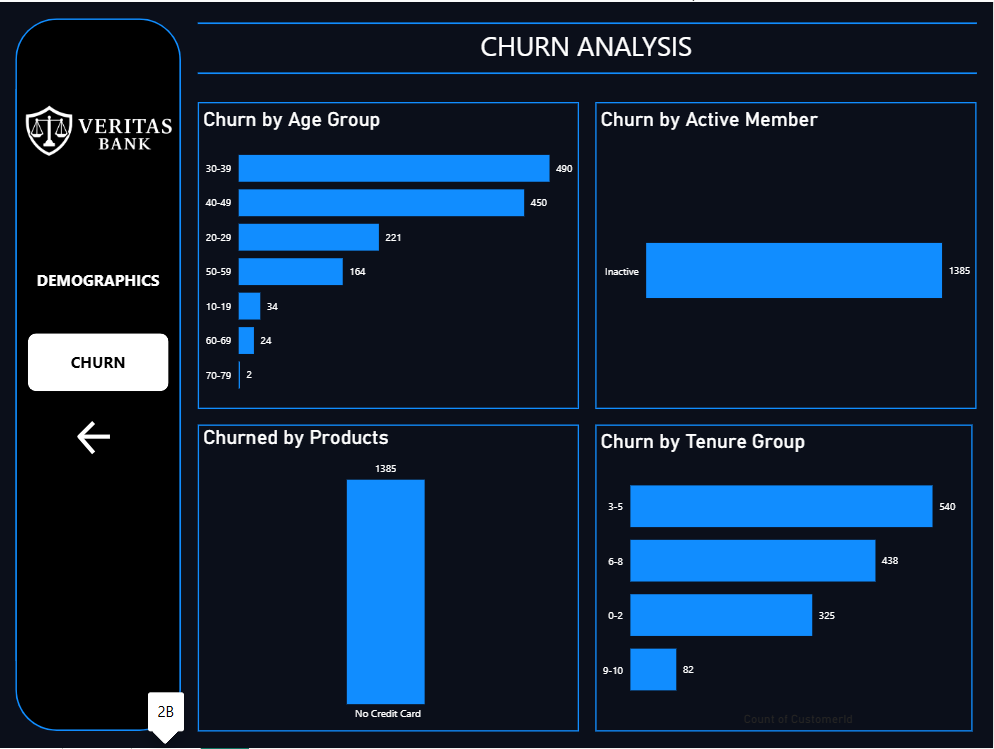 CHURN ANALYSIS
VERITAS
BANK
DEMOGRAPHICS
CHURN
2B
Churn by Age Group
30-39 490
40-49 450
20-29 221
50-59 164
10-19 34
60-69 24
70-79 2
Churn by Active Member
Inactive 1385
Churned by Products
1385
No Credit Card
Churn by Tenure Group
3-5 540
6-8 438
0-2 325
9-10 82
Count of CustomerId